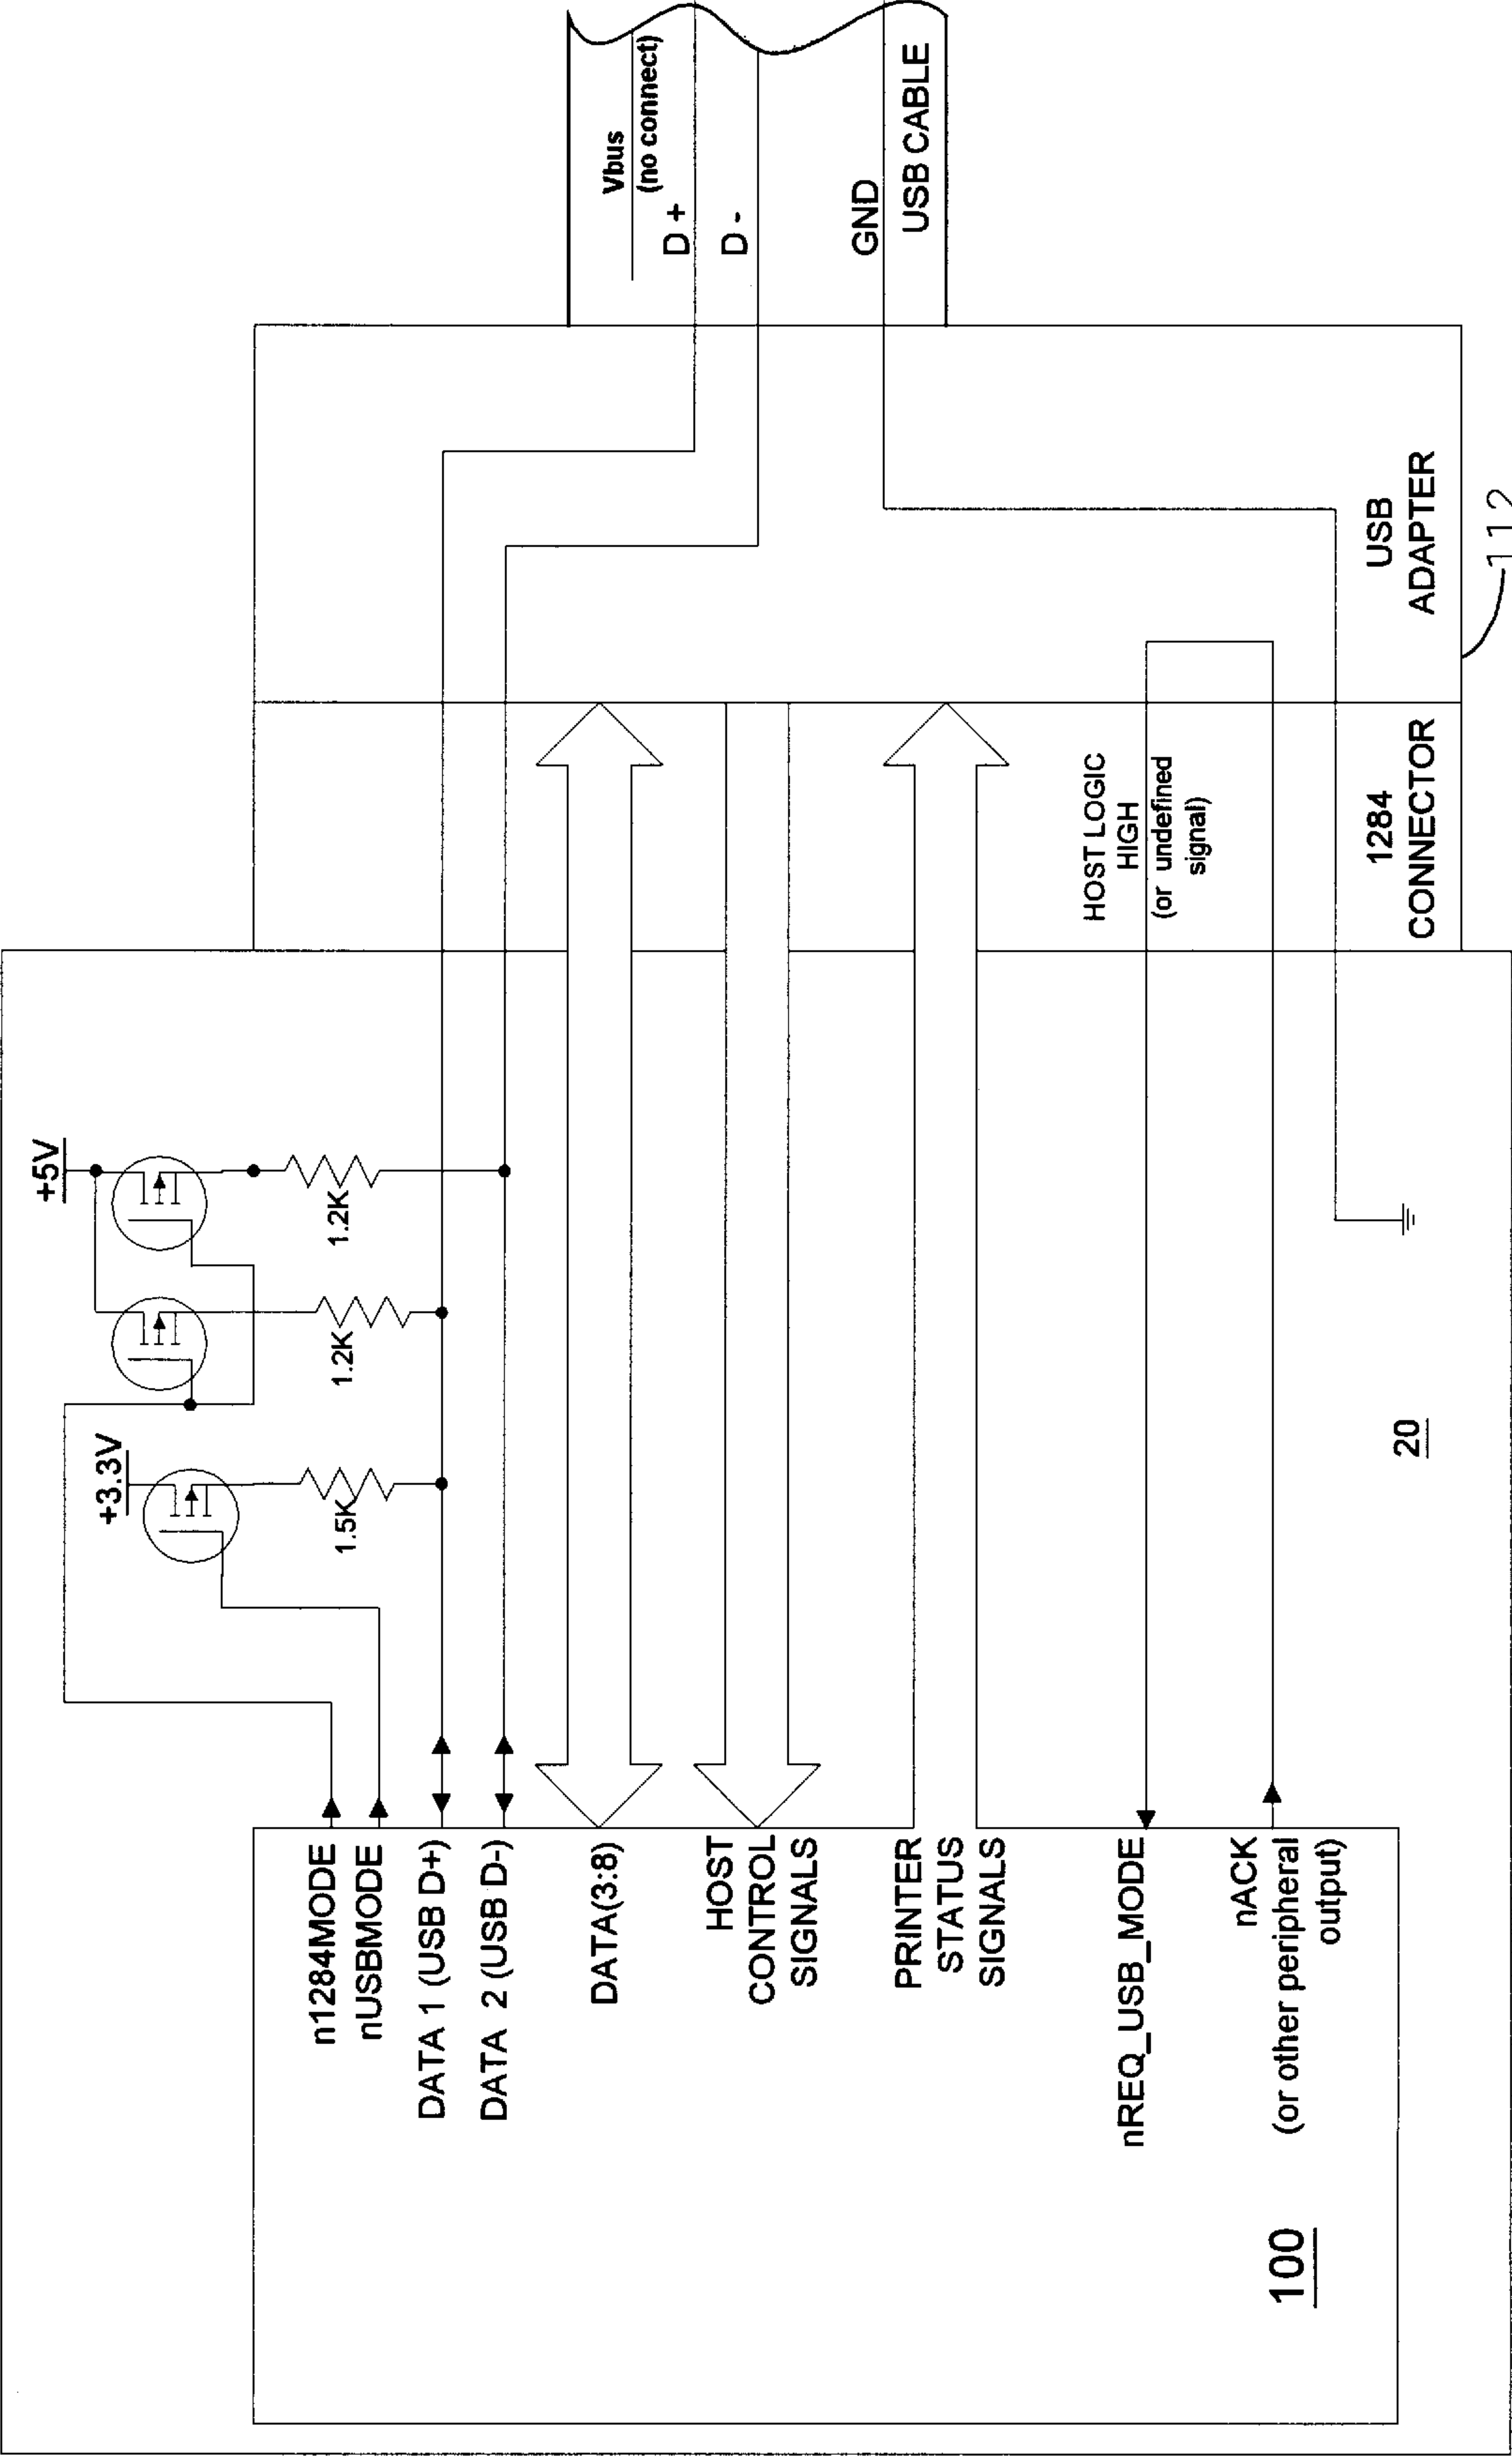 +5V
+3.3V
1.2K
1.2K
1.5K
n1284MODE
nUSBMODE
DATA 1 (USB D+)
DATA 2 (USB D-)
DATA(3:8)
HOST
CONTROL
SIGNALS
PRINTER
STATUS
SIGNALS
nREQ_USB_MODE
nACK
(or other peripheral
output)
100
20
HOST LOGIC
HIGH
(or undefined
signal)
1284
CONNECTOR
USB
ADAPTER
112
Vbus
(no connect)
D +
D -
GND
USB CABLE